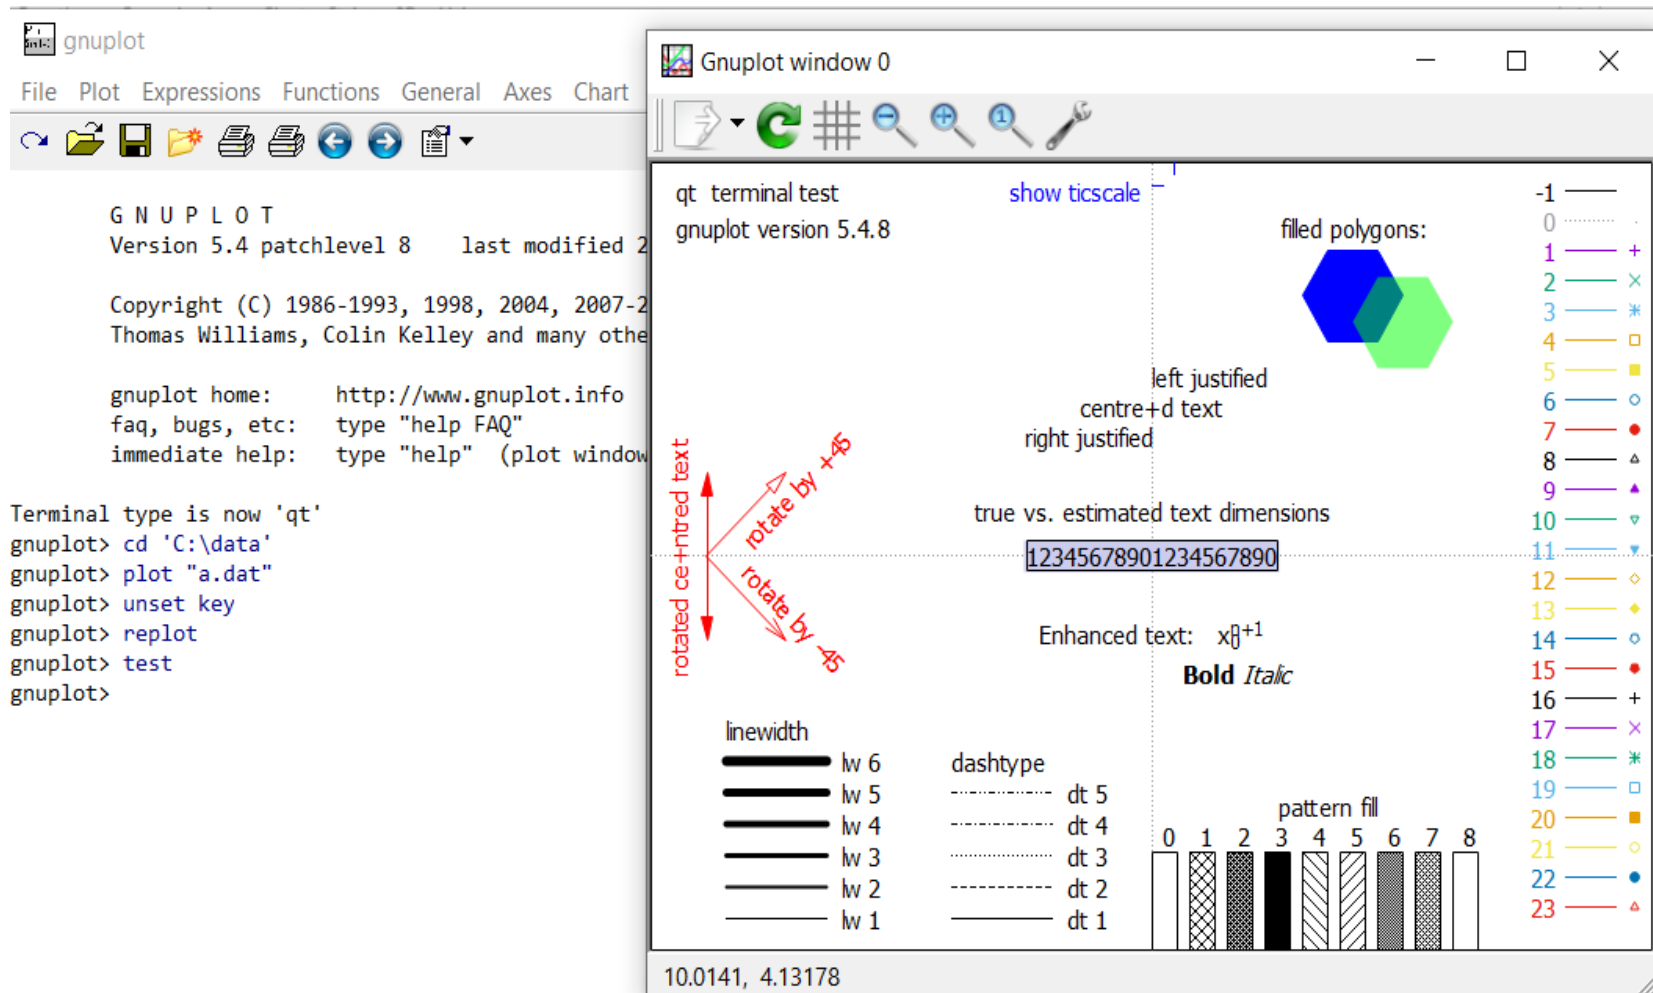 gnuplot
File Plot Expressions Functions General Axes Chart
G N U P L O T
Version 5.4 patchlevel 8    last modified 2
Copyright (C) 1986-1993, 1998, 2004, 2007-2
Thomas Williams, Colin Kelley and many othe
gnuplot home:     http://www.gnuplot.info
faq, bugs, etc:   type "help FAQ"
immediate help:   type "help"  (plot window
Terminal type is now 'qt'
gnuplot> cd 'C:\data'
gnuplot> plot "a.dat"
gnuplot> unset key
gnuplot> replot
gnuplot> test
gnuplot>
Gnuplot window 0
qt  terminal test
show ticscale
gnuplot version 5.4.8
filled polygons:
left justified
centre+d text
right justified
rotated ce+ntred text
rotate by +45
rotate by -45
true vs. estimated text dimensions
12345678901234567890
Enhanced text:   x₀⁺¹
Bold Italic
linewidth
lw 6
lw 5
lw 4
lw 3
lw 2
lw 1
dashtype
dt 5
dt 4
dt 3
dt 2
dt 1
pattern fill
0 1 2 3 4 5 6 7 8
-1
0
1
2
3
4
5
6
7
8
9
10
11
12
13
14
15
16
17
18
19
20
21
22
23
10.0141,  4.13178